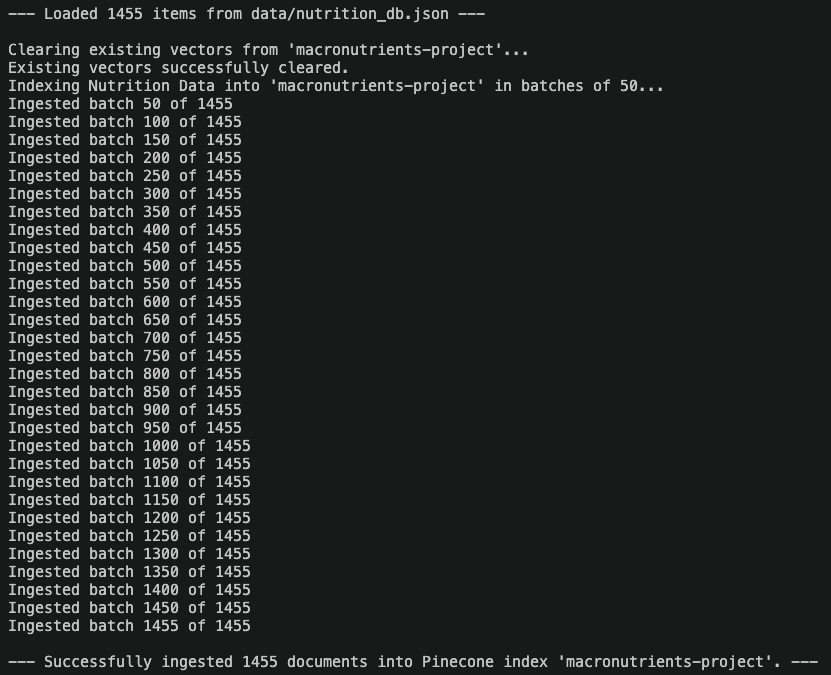 --- Loaded 1455 items from data/nutrition_db.json ---
Clearing existing vectors from 'macronutrients-project'...
Existing vectors successfully cleared.
Indexing Nutrition Data into 'macronutrients-project' in batches of 50...
Ingested batch 50 of 1455
Ingested batch 100 of 1455
Ingested batch 150 of 1455
Ingested batch 200 of 1455
Ingested batch 250 of 1455
Ingested batch 300 of 1455
Ingested batch 350 of 1455
Ingested batch 400 of 1455
Ingested batch 450 of 1455
Ingested batch 500 of 1455
Ingested batch 550 of 1455
Ingested batch 600 of 1455
Ingested batch 650 of 1455
Ingested batch 700 of 1455
Ingested batch 750 of 1455
Ingested batch 800 of 1455
Ingested batch 850 of 1455
Ingested batch 900 of 1455
Ingested batch 950 of 1455
Ingested batch 1000 of 1455
Ingested batch 1050 of 1455
Ingested batch 1100 of 1455
Ingested batch 1150 of 1455
Ingested batch 1200 of 1455
Ingested batch 1250 of 1455
Ingested batch 1300 of 1455
Ingested batch 1350 of 1455
Ingested batch 1400 of 1455
Ingested batch 1450 of 1455
Ingested batch 1455 of 1455
--- Successfully ingested 1455 documents into Pinecone index 'macronutrients-project'. ---